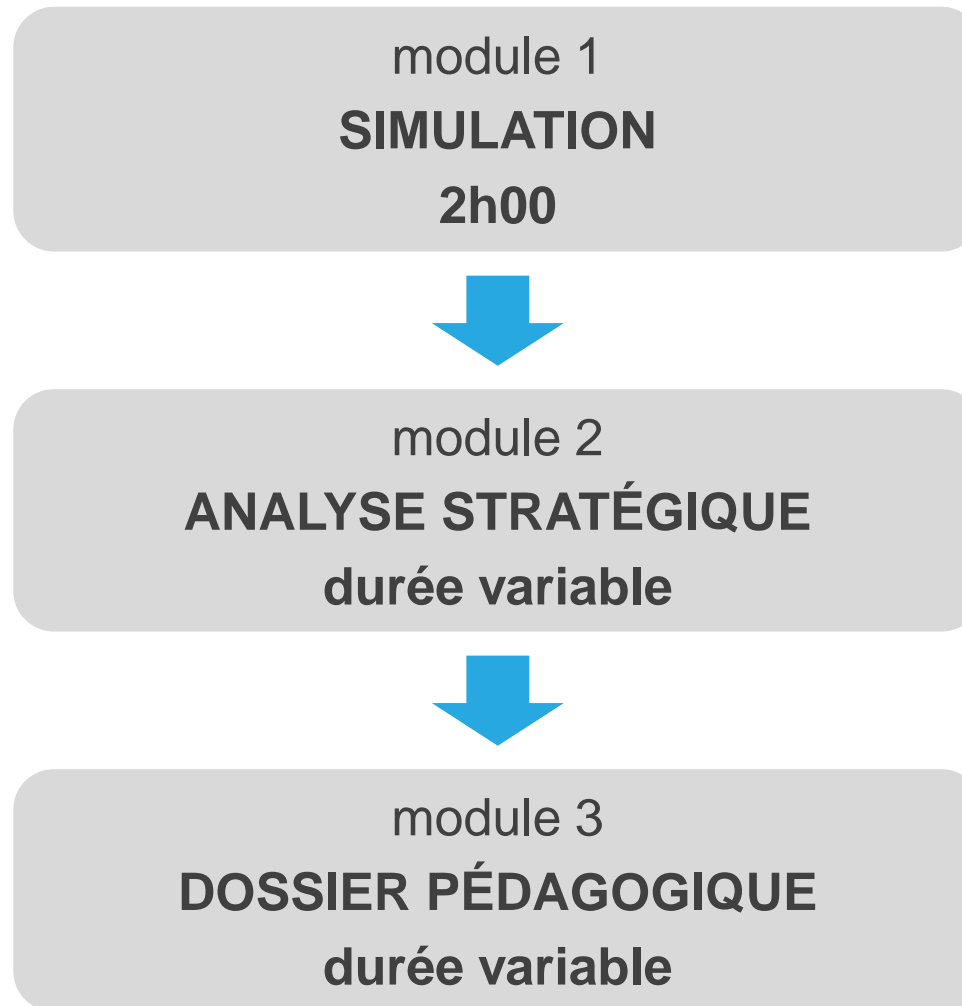 module 1
SIMULATION
2h00
module 2
ANALYSE STRATÉGIQUE
durée variable
module 3
DOSSIER PÉDAGOGIQUE
durée variable